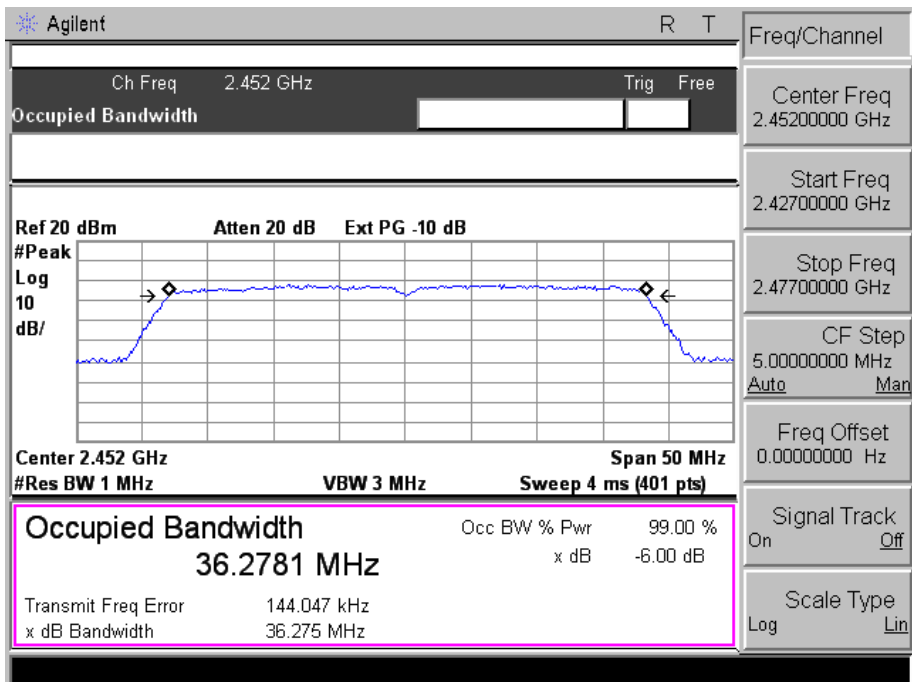 Agilent R T
Ch Freq 2.452 GHz Trig Free
Occupied Bandwidth
Ref 20 dBm Atten 20 dB Ext PG -10 dB
#Peak
Log
10
dB/
Center 2.452 GHz Span 50 MHz
#Res BW 1 MHz VBW 3 MHz Sweep 4 ms (401 pts)
Occupied Bandwidth
36.2781 MHz
Occ BW % Pwr 99.00 %
x dB -6.00 dB
Transmit Freq Error 144.047 kHz
x dB Bandwidth 36.275 MHz
Freq/Channel
Center Freq
2.45200000 GHz
Start Freq
2.42700000 GHz
Stop Freq
2.47700000 GHz
CF Step
5.00000000 MHz
Auto Man
Freq Offset
0.00000000 Hz
Signal Track
On Off
Scale Type
Log Lin